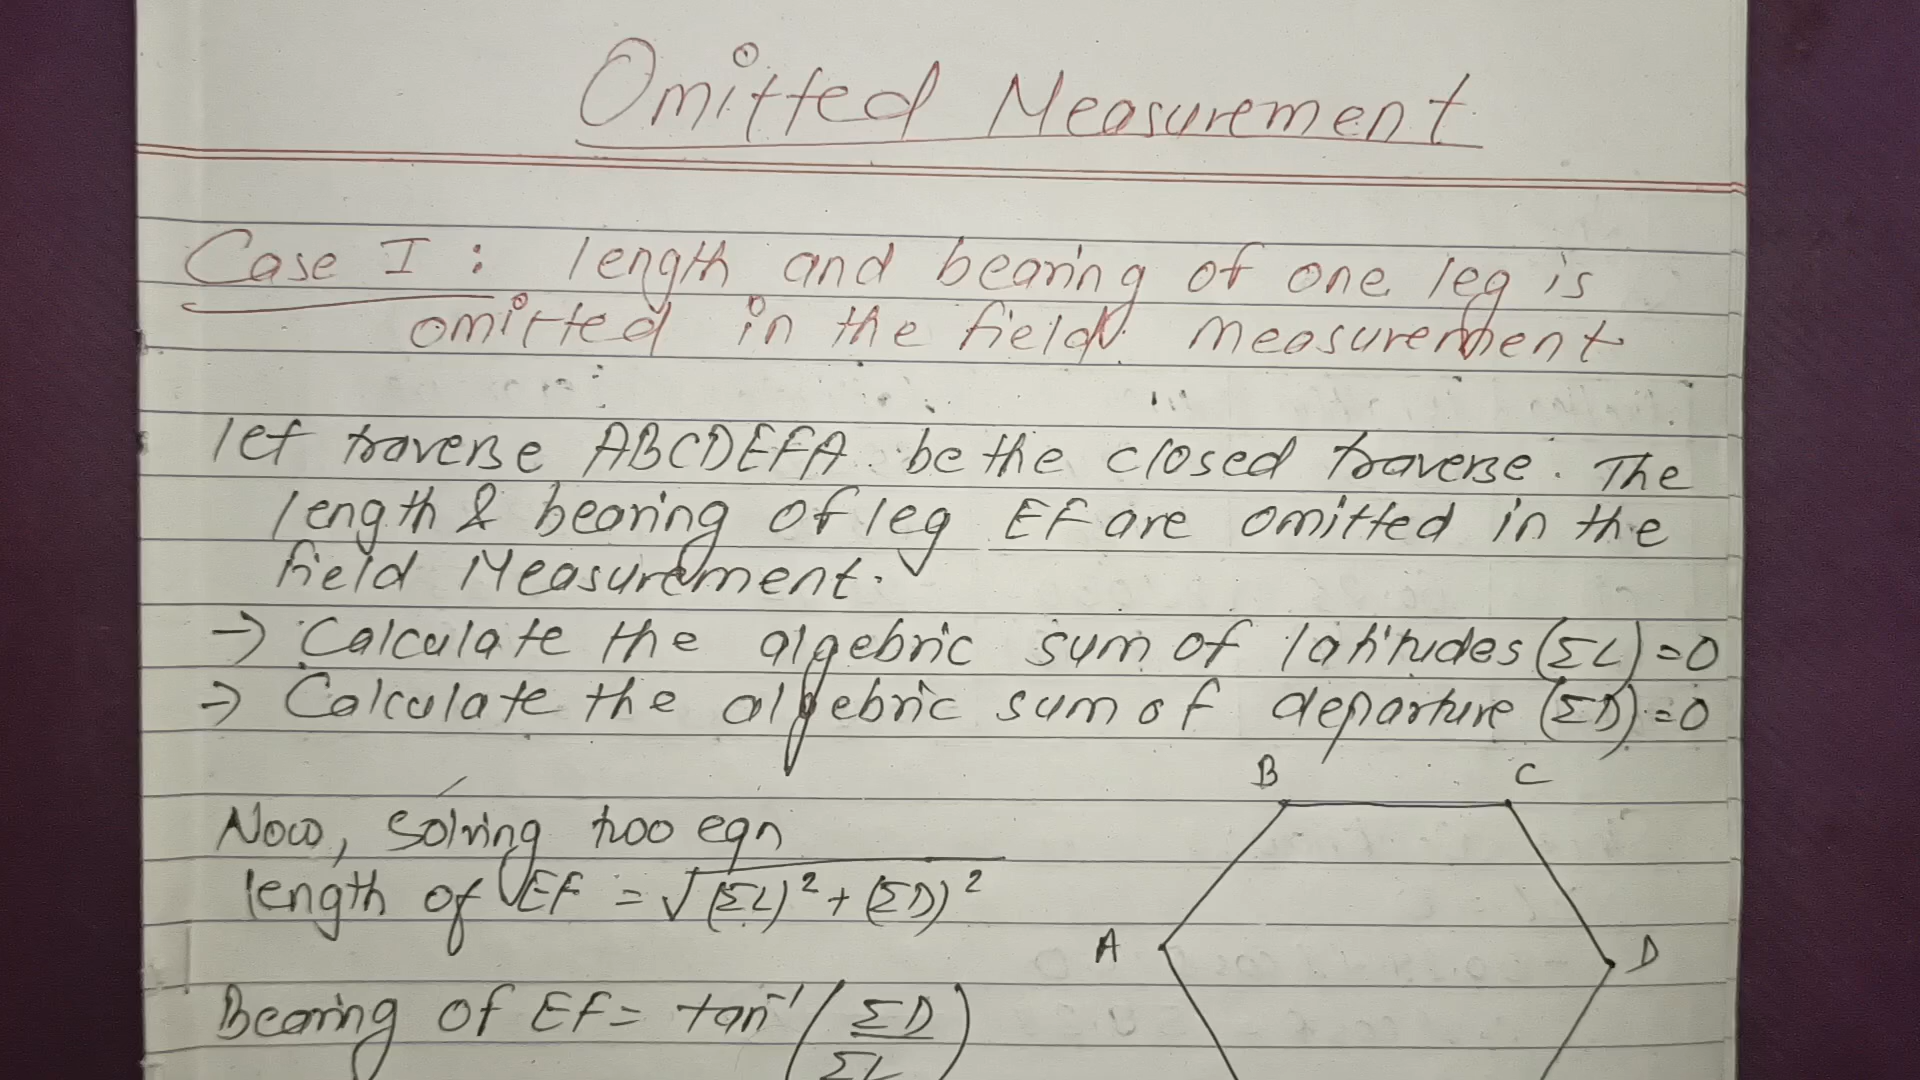 Omitted Measurement
Case I : length and bearing of one leg is
omitted in the field measurement
let traverse ABCDEFA be the closed traverse. The
length & bearing of leg EF are omitted in the
field Measurement.
→ Calculate the algebric sum of latitudes (ΣL) = 0
→ Calculate the algebric sum of departure (ΣD) = 0
B C
Now, Solving two eqn
length of EF = √(ΣL)² + (ΣD)²
A D
Bearing of EF = tan⁻¹ (ΣD
ΣL)